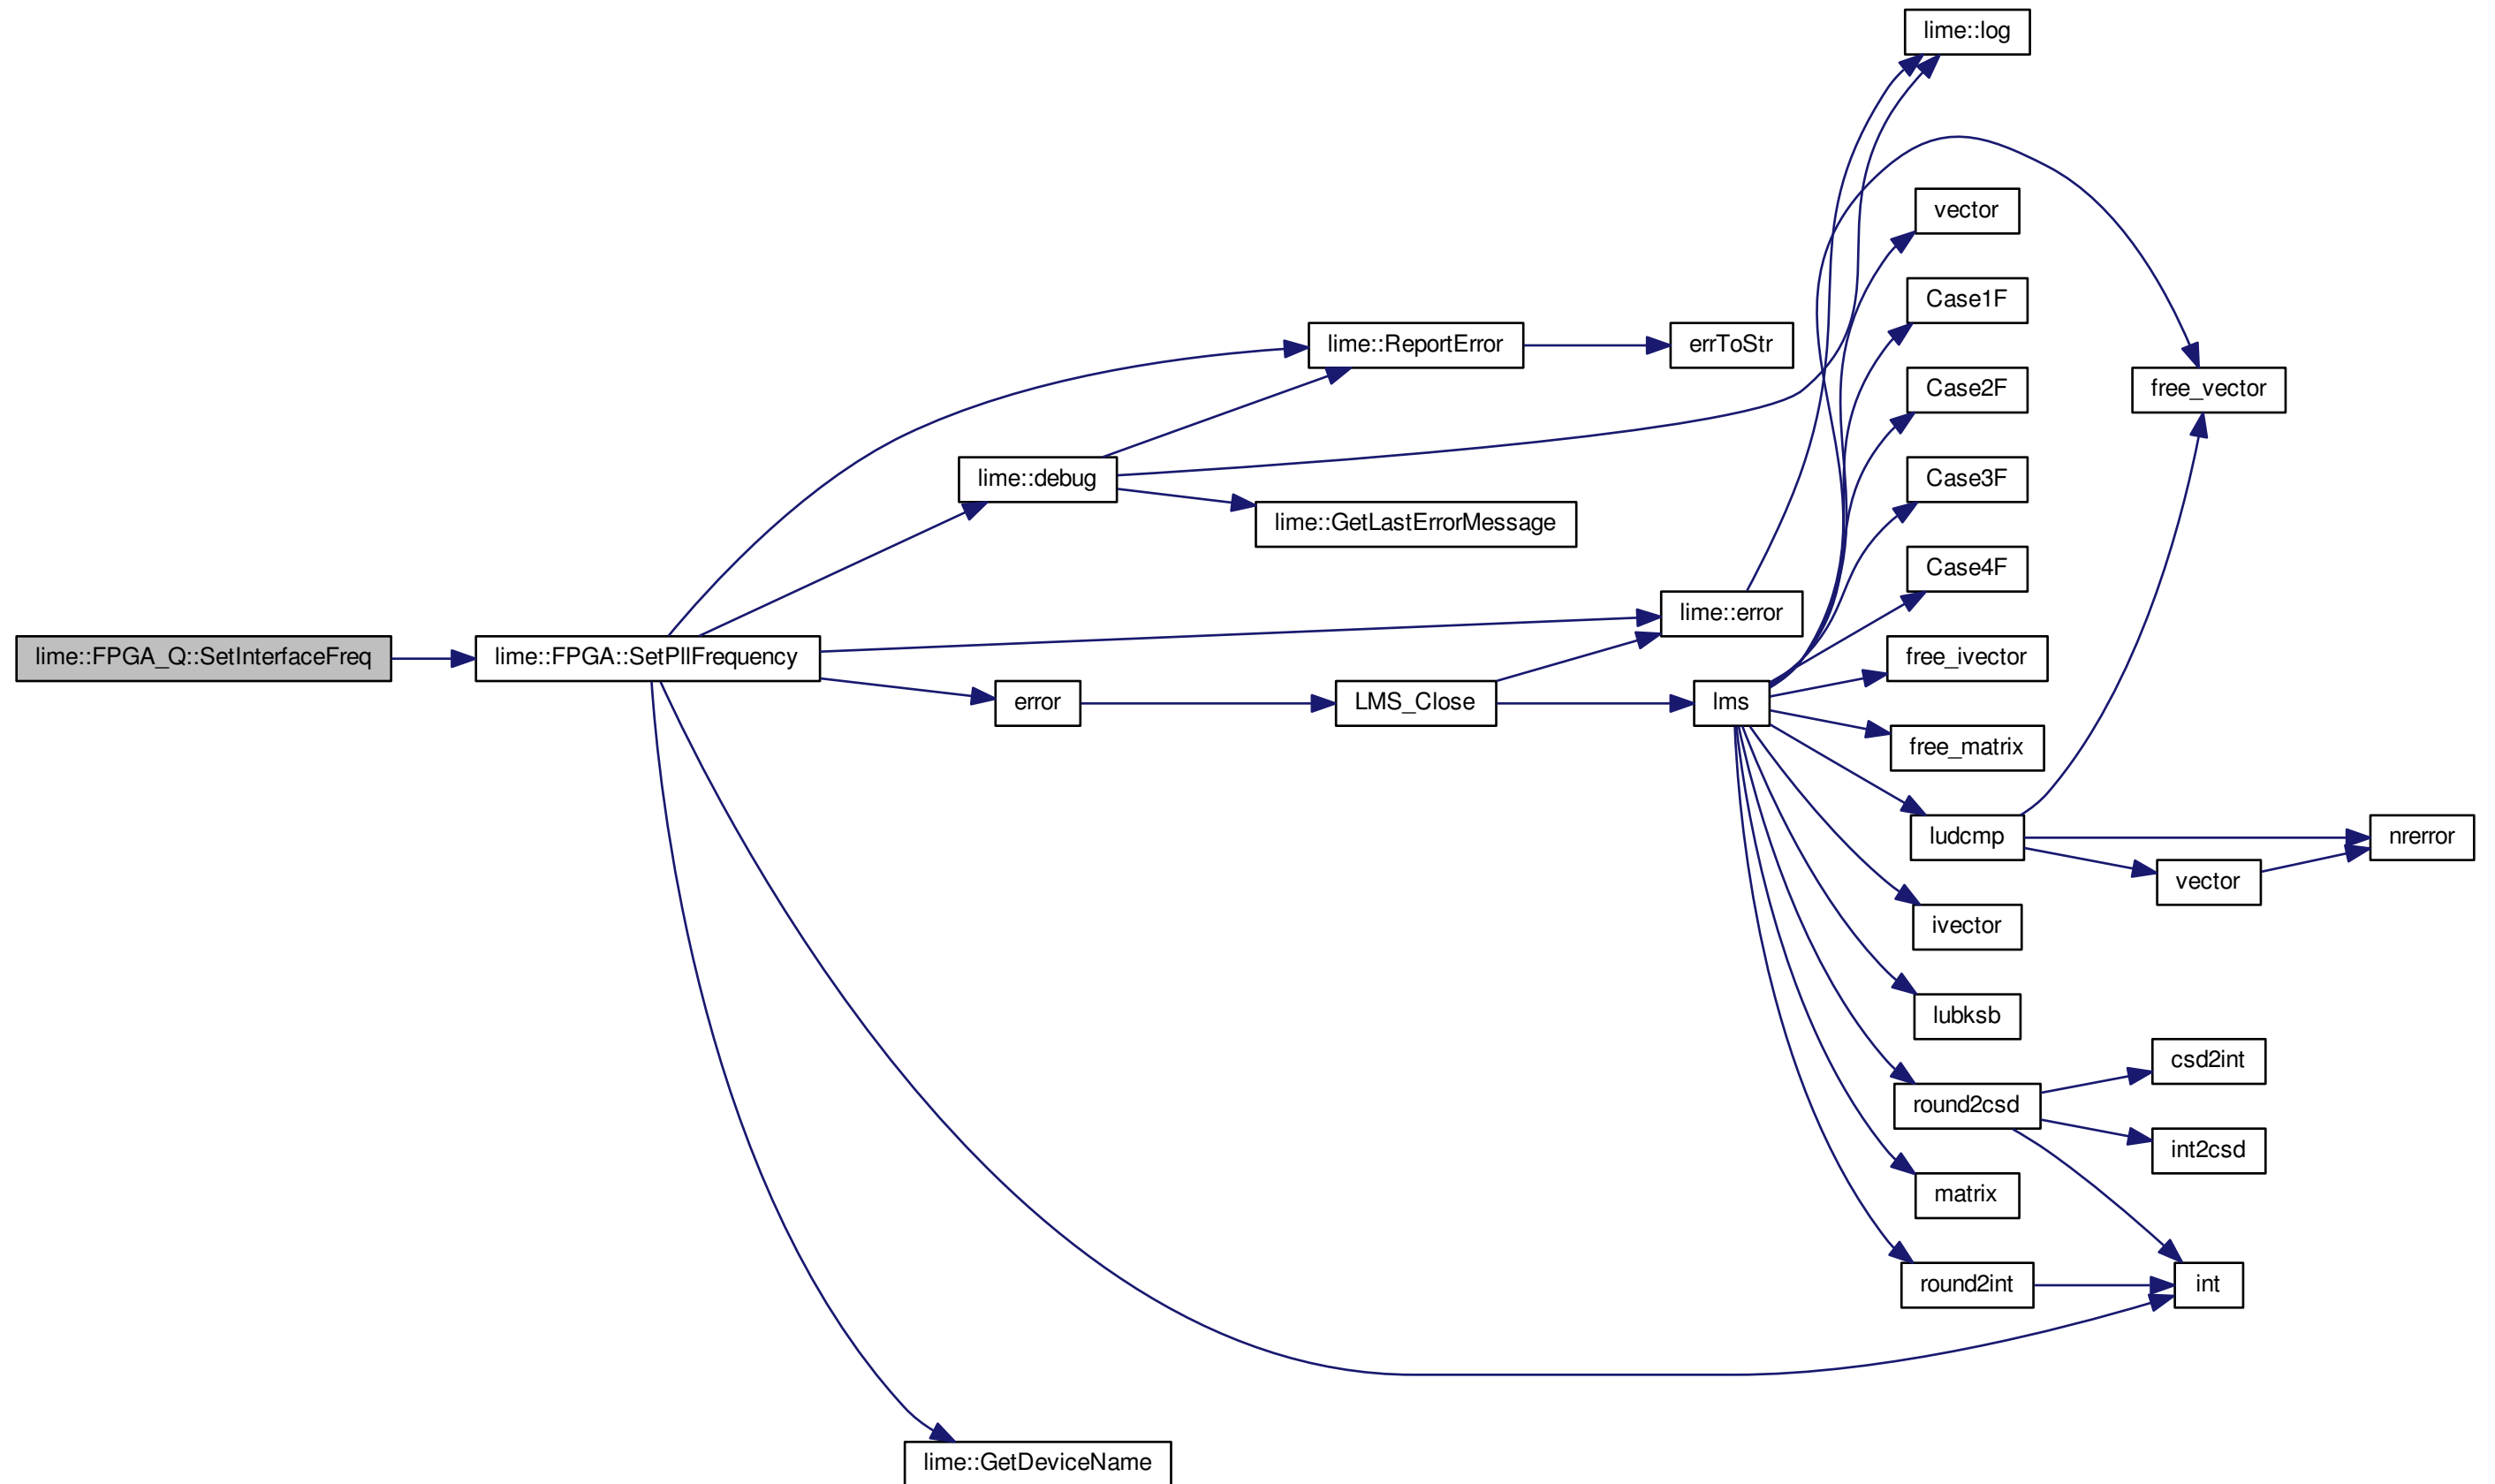 lime::log
vector
Case1F
lime::ReportError
errToStr
Case2F
free_vector
lime::debug
Case3F
lime::GetLastErrorMessage
Case4F
lime::error
lime::FPGA_Q::SetInterfaceFreq
lime::FPGA::SetPllFrequency
free_ivector
error
LMS_Close
lms
free_matrix
ludcmp
nrerror
vector
ivector
lubksb
csd2int
round2csd
int2csd
matrix
round2int
int
lime::GetDeviceName